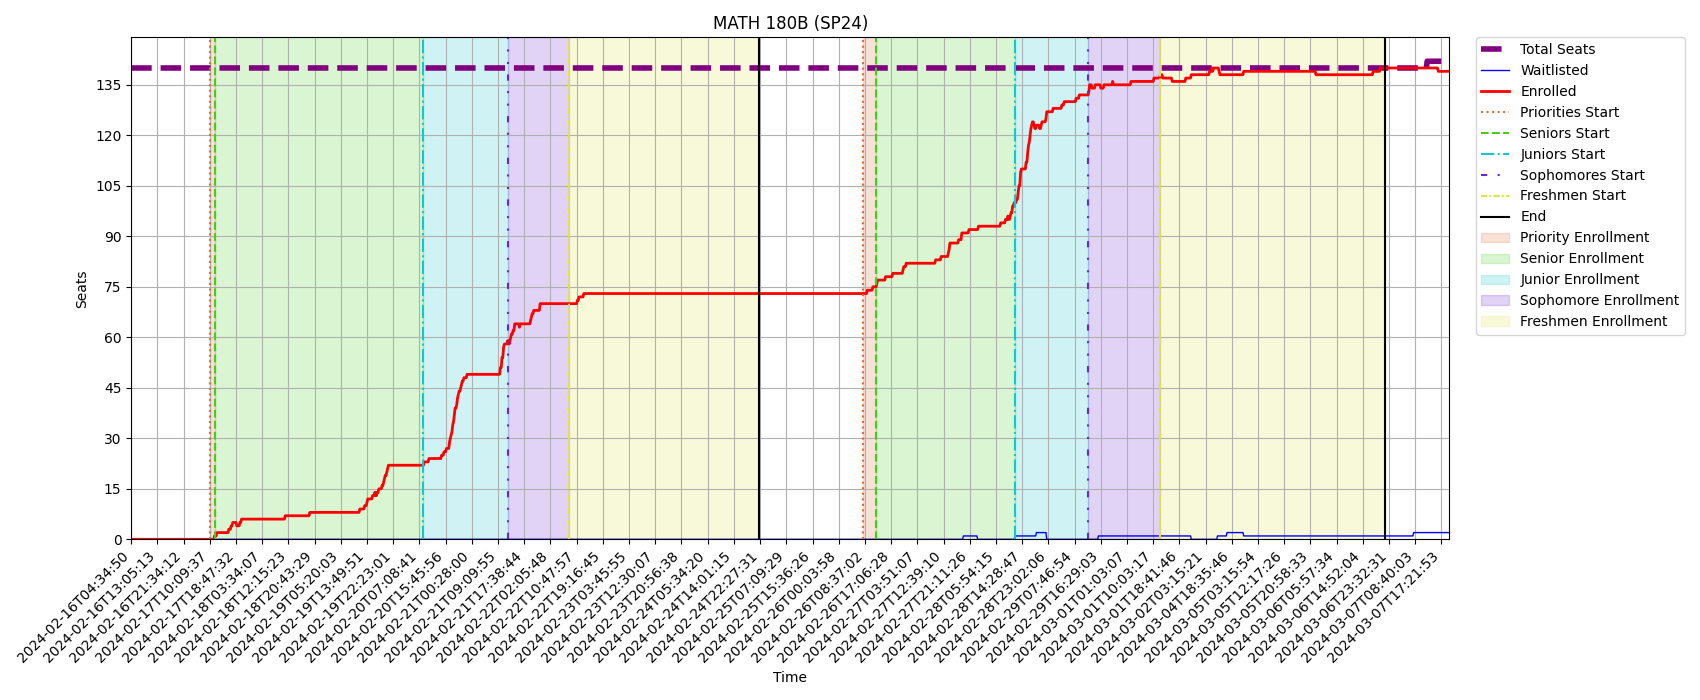 MATH 180B (SP24)
Total Seats
Waitlisted
Enrolled
Priorities Start
Seniors Start
Juniors Start
Sophomores Start
Freshmen Start
End
Priority Enrollment
Senior Enrollment
Junior Enrollment
Sophomore Enrollment
Freshmen Enrollment
Seats
135
120
105
90
75
60
45
30
15
0
2024-02-16T04:34:50
2024-02-16T13:05:13
2024-02-16T21:34:12
2024-02-17T10:09:37
2024-02-17T18:47:32
2024-02-18T03:34:07
2024-02-18T12:15:23
2024-02-18T20:43:29
2024-02-19T05:20:03
2024-02-19T13:49:51
2024-02-19T22:23:01
2024-02-20T07:08:41
2024-02-20T15:45:56
2024-02-21T00:28:00
2024-02-21T09:09:55
2024-02-21T17:38:44
2024-02-22T02:05:48
2024-02-22T10:47:57
2024-02-22T19:16:45
2024-02-23T03:45:55
2024-02-23T12:30:07
2024-02-23T20:56:38
2024-02-24T05:34:20
2024-02-24T14:01:15
2024-02-24T22:27:31
2024-02-25T07:09:29
2024-02-25T15:36:26
2024-02-26T00:03:58
2024-02-26T08:37:02
2024-02-26T17:06:28
2024-02-27T03:51:07
2024-02-27T12:39:10
2024-02-27T21:11:26
2024-02-28T05:54:15
2024-02-28T14:28:47
2024-02-28T23:02:06
2024-02-29T07:46:54
2024-02-29T16:29:03
2024-03-01T01:03:07
2024-03-01T10:03:17
2024-03-01T18:41:46
2024-03-02T03:15:21
2024-03-04T18:35:46
2024-03-05T03:15:54
2024-03-05T12:17:26
2024-03-05T20:58:33
2024-03-06T05:57:34
2024-03-06T14:52:04
2024-03-06T23:32:31
2024-03-07T08:40:03
2024-03-07T17:21:53
Time